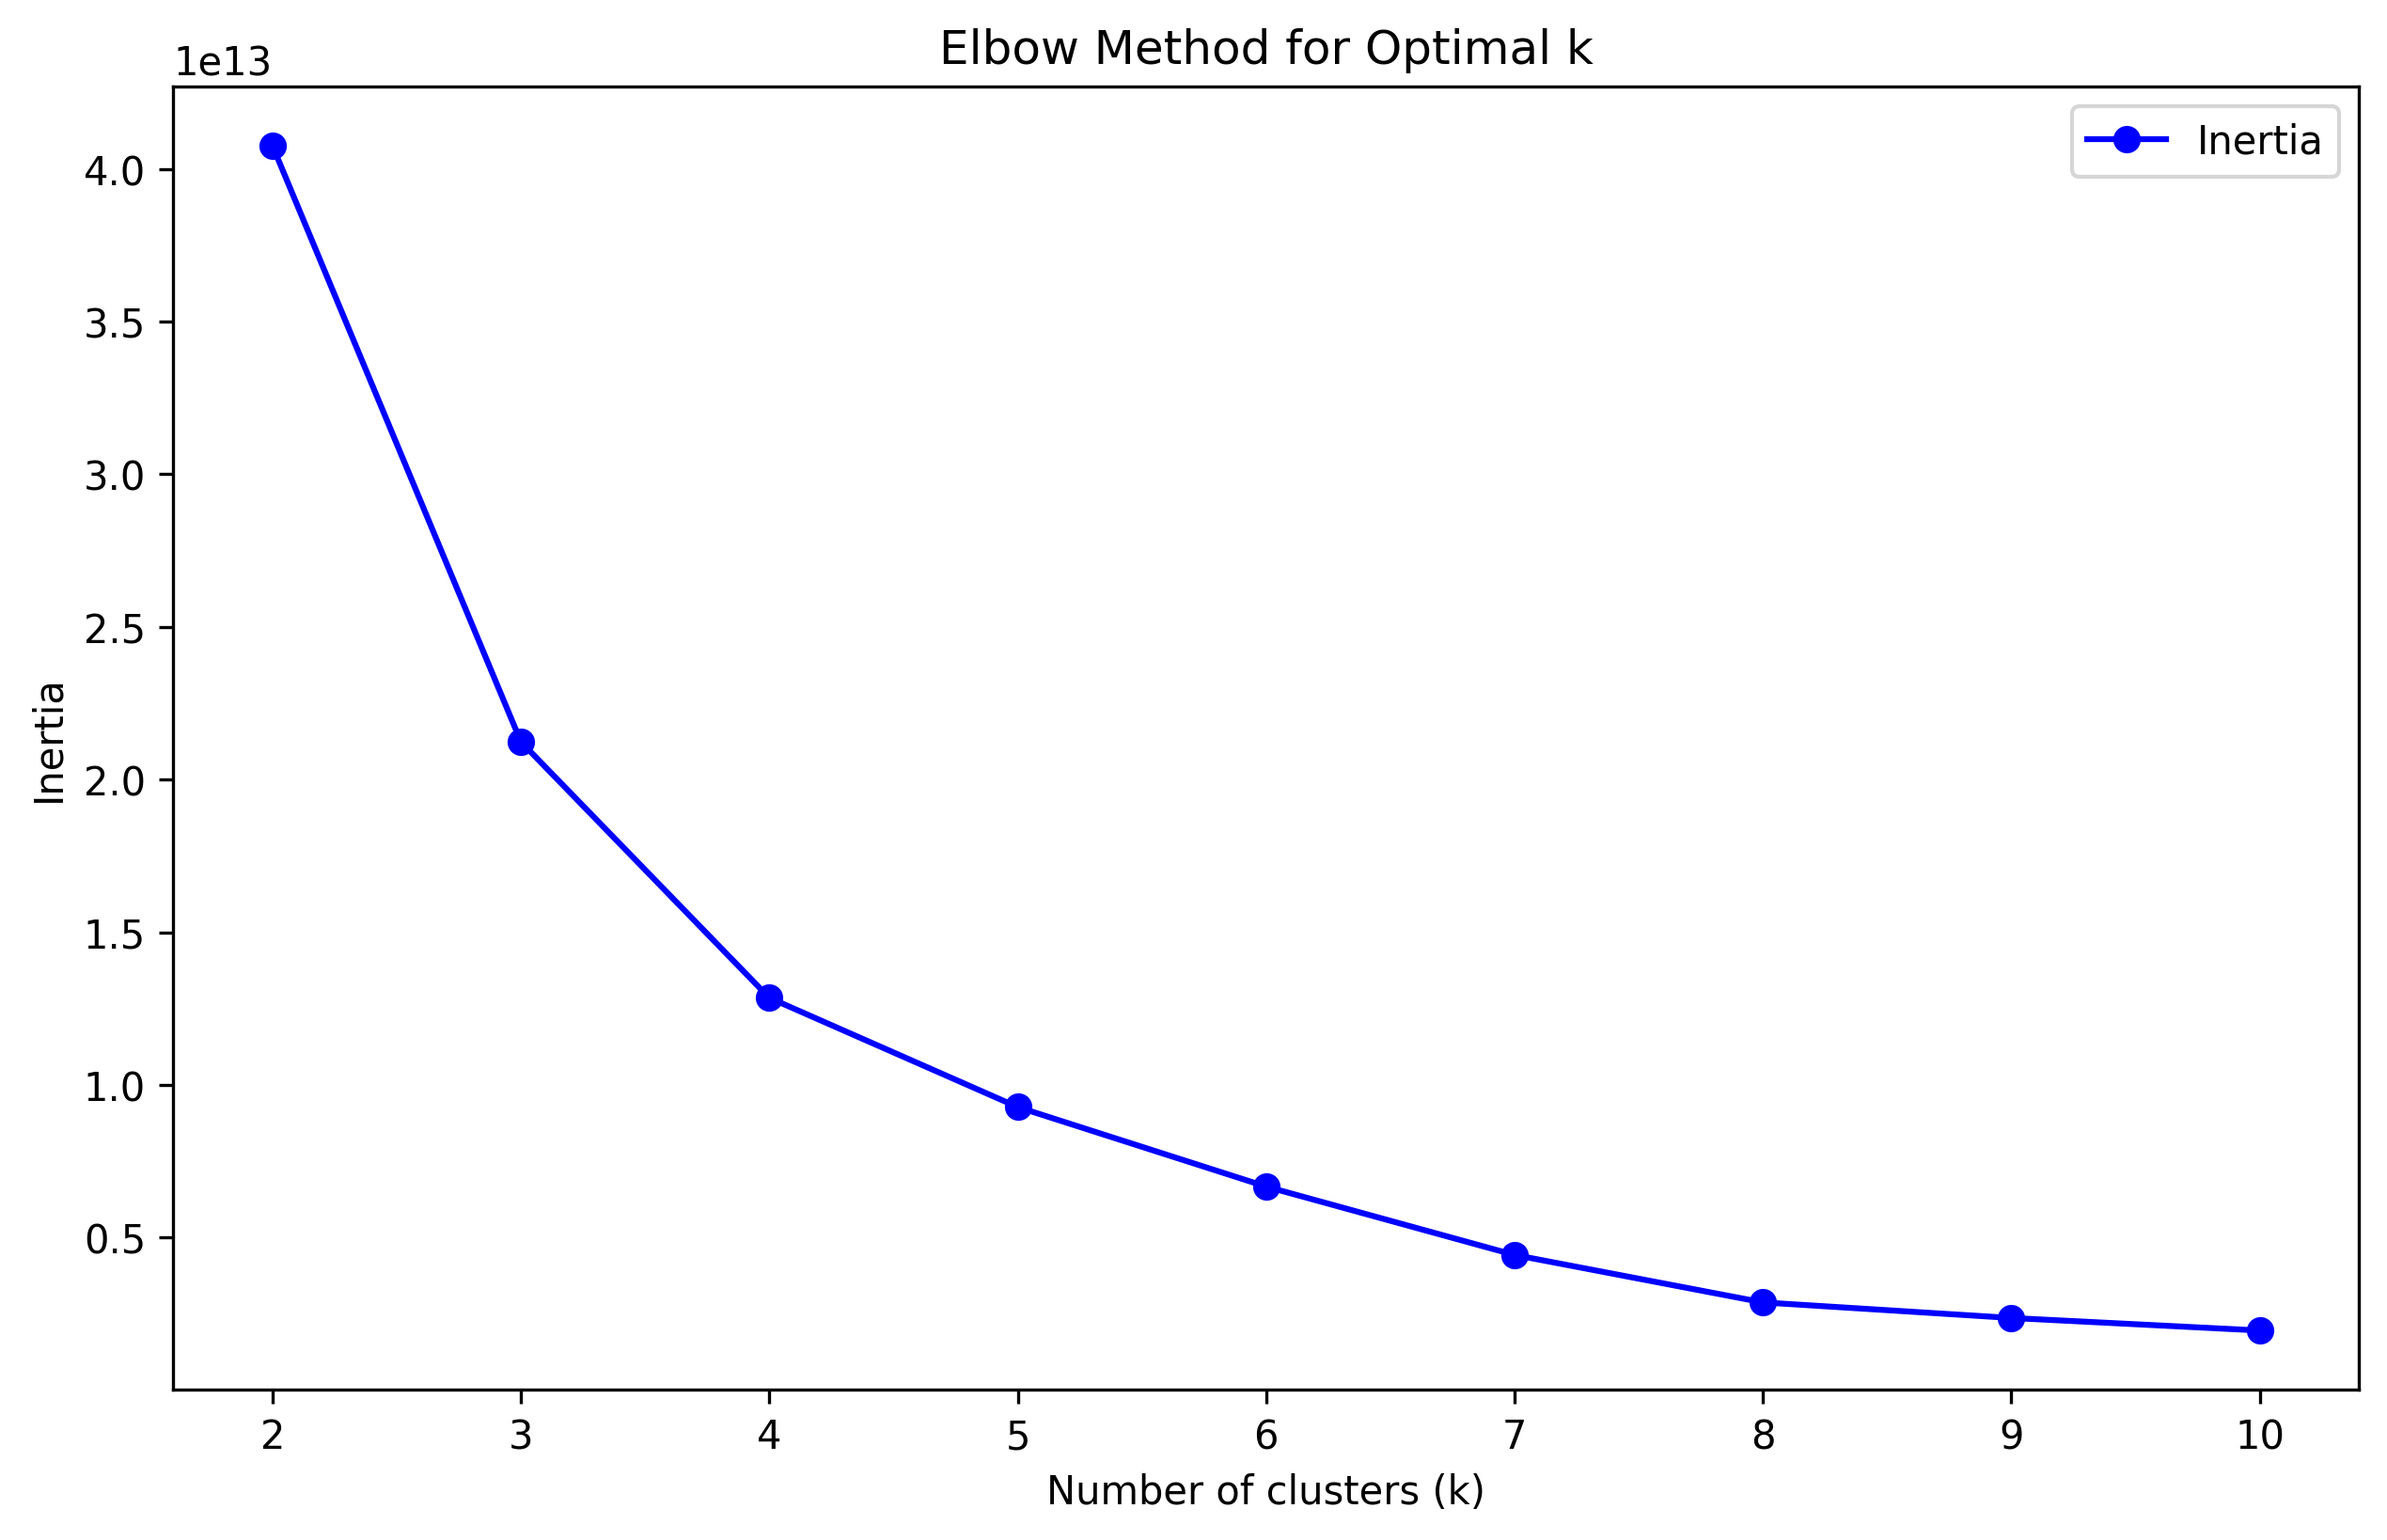 Elbow Method for Optimal k
1e13
Inertia
4.0
3.5
3.0
2.5
2.0
1.5
1.0
0.5
Inertia
2 3 4 5 6 7 8 9 10
Number of clusters (k)